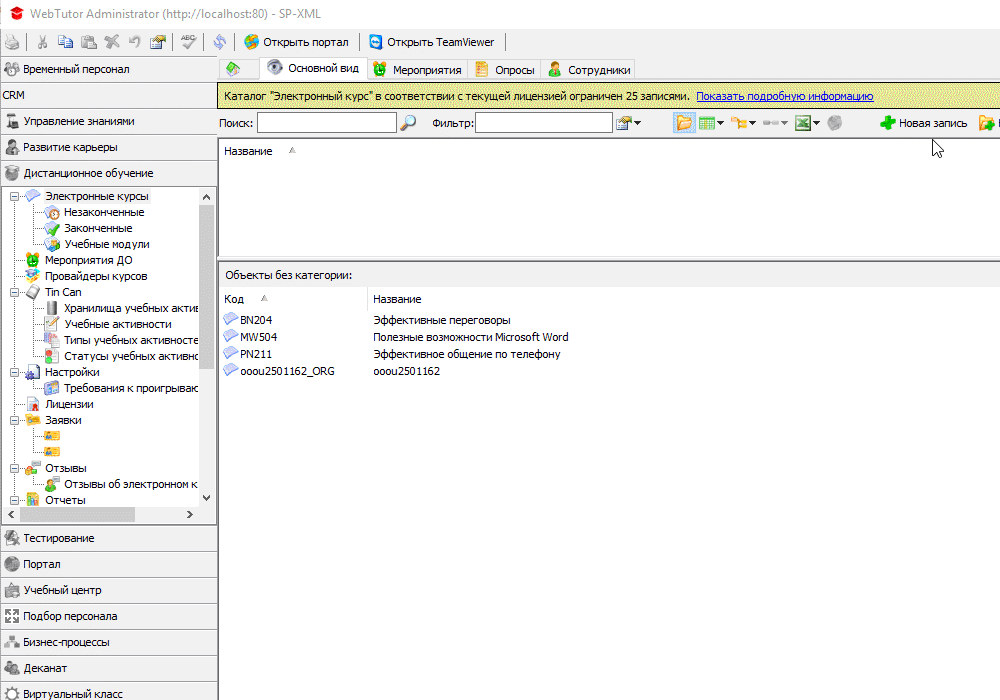 WebTutor Administrator (http://localhost:80) - SP-XML
Открыть портал
Открыть TeamViewer
Временный персонал
Основной вид
Мероприятия
Опросы
Сотрудники
CRM
Каталог "Электронный курс" в соответствии с текущей лицензией ограничен 25 записями. Показать подробную информацию
Управление знаниями
Поиск:
Фильтр:
Новая запись
Развитие карьеры
Название
Дистанционное обучение
Электронные курсы
Незаконченные
Законченные
Учебные модули
Мероприятия ДО
Провайдеры курсов
Tin Can
Хранилища учебных актив
Учебные активности
Типы учебных активносте
Статусы учебных активно
Настройки
Требования к проигрываю
Лицензии
Заявки
Отзывы
Отзывы об электронном к
Отчеты
Объекты без категории:
Код Название
BN204 Эффективные переговоры
MW504 Полезные возможности Microsoft Word
PN211 Эффективное общение по телефону
ooou2501162_ORG ooou2501162
Тестирование
Портал
Учебный центр
Подбор персонала
Бизнес-процессы
Деканат
Виртуальный класс